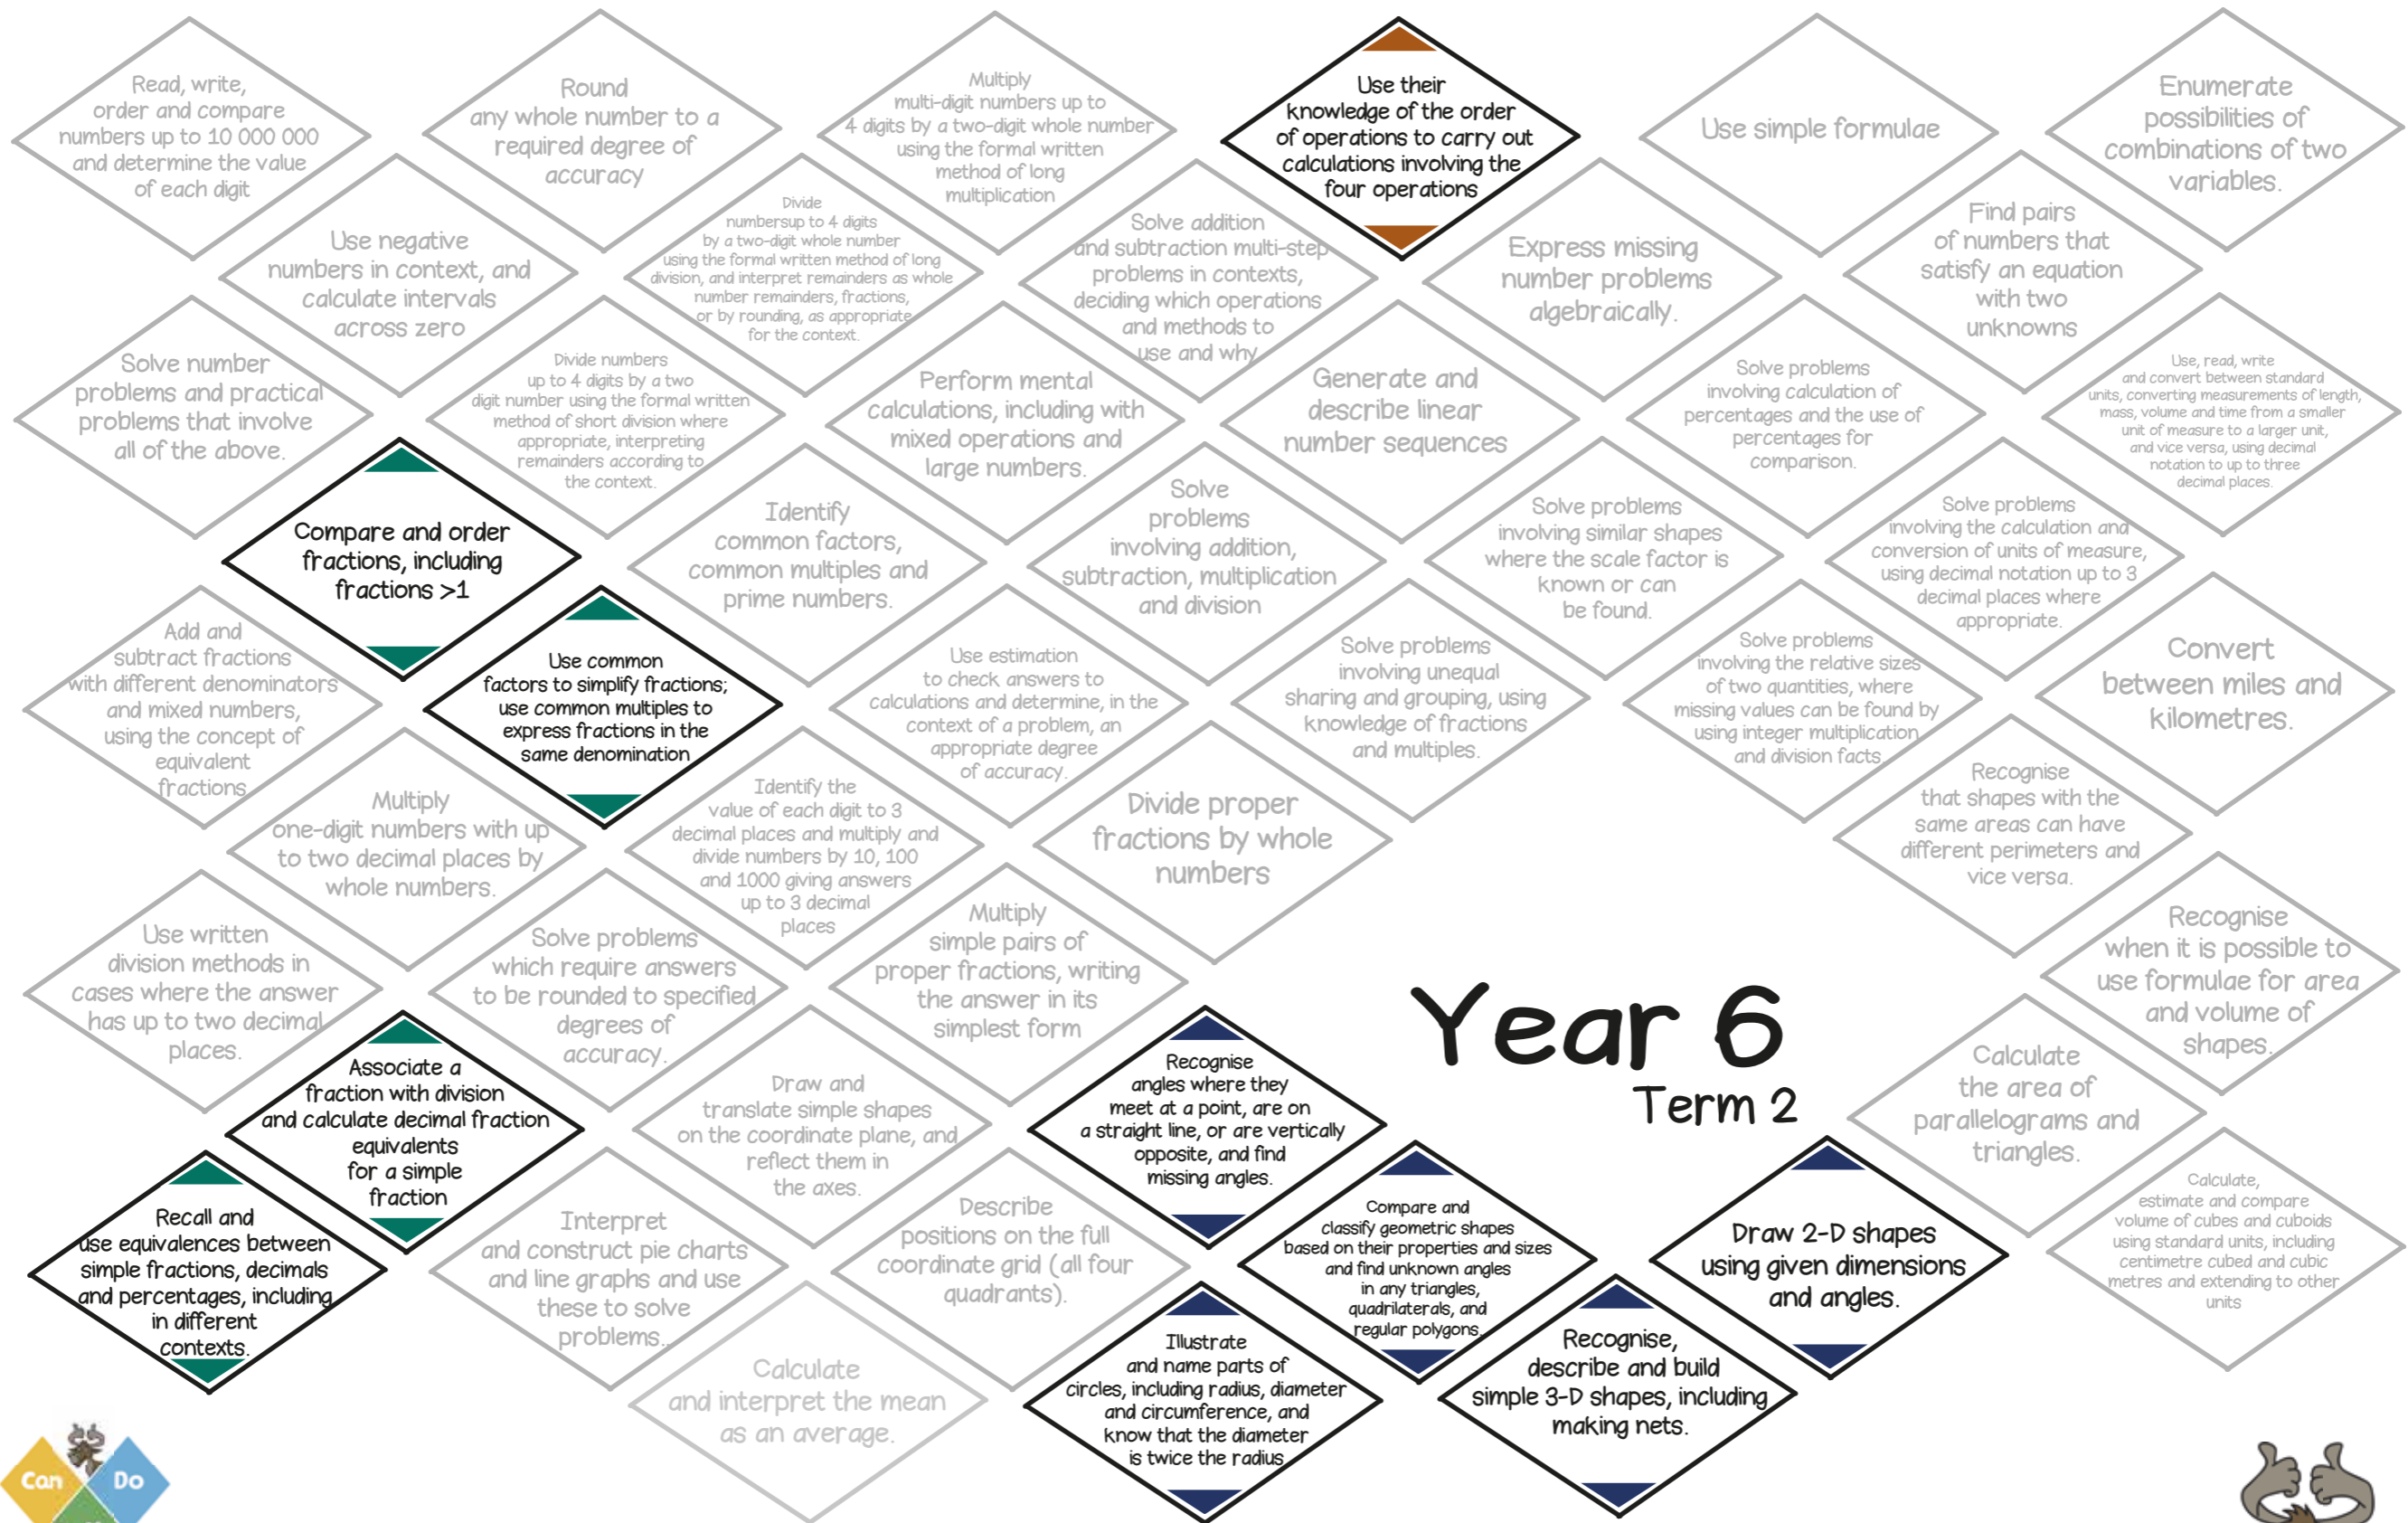 Read, write,
order and compare
numbers up to 10 000 000
and determine the value
of each digit
Round
any whole number to a
required degree of
accuracy
Multiply
multi-digit numbers up to
4 digits by a two-digit whole number
using the formal written
method of long
multiplication
Use their
knowledge of the order
of operations to carry out
calculations involving the
four operations
Use simple formulae
Enumerate
possibilities of
combinations of two
variables.
Use negative
numbers in context, and
calculate intervals
across zero
Divide
numbersup to 4 digits
by a two-digit whole number
using the formal written method of long
division, and interpret remainders as whole
number remainders, fractions,
or by rounding, as appropriate
for the context.
Solve addition
and subtraction multi-step
problems in contexts,
deciding which operations
and methods to
use and why
Express missing
number problems
algebraically.
Find pairs
of numbers that
satisfy an equation
with two
unknowns
Solve number
problems and practical
problems that involve
all of the above.
Divide numbers
up to 4 digits by a two
digit number using the formal written
method of short division where
appropriate, interpreting
remainders according to
the context.
Perform mental
calculations, including with
mixed operations and
large numbers.
Generate and
describe linear
number sequences
Solve problems
involving calculation of
percentages and the use of
percentages for
comparison.
Use, read, write
and convert between standard
units, converting measurements of length,
mass, volume and time from a smaller
unit of measure to a larger unit,
and vice versa, using decimal
notation to up to three
decimal places.
Compare and order
fractions, including
fractions >1
Identify
common factors,
common multiples and
prime numbers.
Solve
problems
involving addition,
subtraction, multiplication
and division
Solve problems
involving similar shapes
where the scale factor is
known or can
be found.
Solve problems
involving the calculation and
conversion of units of measure,
using decimal notation up to 3
decimal places where
appropriate.
Add and
subtract fractions
with different denominators
and mixed numbers,
using the concept of
equivalent
fractions
Use common
factors to simplify fractions;
use common multiples to
express fractions in the
same denomination
Use estimation
to check answers to
calculations and determine, in the
context of a problem, an
appropriate degree
of accuracy.
Solve problems
involving unequal
sharing and grouping, using
knowledge of fractions
and multiples.
Solve problems
involving the relative sizes
of two quantities, where
missing values can be found by
using integer multiplication
and division facts
Convert
between miles and
kilometres.
Multiply
one-digit numbers with up
to two decimal places by
whole numbers.
Identify the
value of each digit to 3
decimal places and multiply and
divide numbers by 10, 100
and 1000 giving answers
up to 3 decimal
places
Divide proper
fractions by whole
numbers
Recognise
that shapes with the
same areas can have
different perimeters and
vice versa.
Use written
division methods in
cases where the answer
has up to two decimal
places.
Solve problems
which require answers
to be rounded to specified
degrees of
accuracy.
Multiply
simple pairs of
proper fractions, writing
the answer in its
simplest form
Recognise
when it is possible to
use formulae for area
and volume of
shapes.
Year 6
Term 2
Associate a
fraction with division
and calculate decimal fraction
equivalents
for a simple
fraction
Draw and
translate simple shapes
on the coordinate plane, and
reflect them in
the axes.
Recognise
angles where they
meet at a point, are on
a straight line, or are vertically
opposite, and find
missing angles.
Calculate
the area of
parallelograms and
triangles.
Recall and
use equivalences between
simple fractions, decimals
and percentages, including
in different
contexts.
Interpret
and construct pie charts
and line graphs and use
these to solve
problems..
Describe
positions on the full
coordinate grid (all four
quadrants).
Compare and
classify geometric shapes
based on their properties and sizes
and find unknown angles
in any triangles,
quadrilaterals, and
regular polygons.
Draw 2-D shapes
using given dimensions
and angles.
Calculate,
estimate and compare
volume of cubes and cuboids
using standard units, including
centimetre cubed and cubic
metres and extending to other
units
Calculate
and interpret the mean
as an average.
Illustrate
and name parts of
circles, including radius, diameter
and circumference, and
know that the diameter
is twice the radius
Recognise,
describe and build
simple 3-D shapes, including
making nets.
Can Do